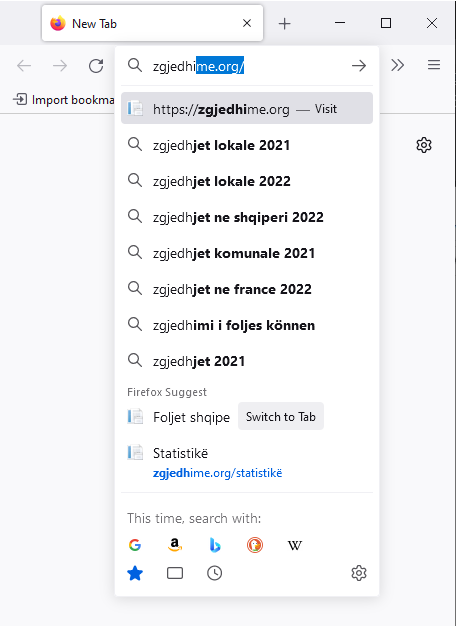 New Tab
zgjedhime.org/
Import bookma
https://zgjedhime.org — Visit
zgjedhjet lokale 2021
zgjedhjet lokale 2022
zgjedhjet ne shqiperi 2022
zgjedhjet komunale 2021
zgjedhjet ne france 2022
zgjedhimi i foljes können
zgjedhjet 2021
Firefox Suggest
Foljet shqipe Switch to Tab
Statistikë
zgjedhime.org/statistikë
This time, search with: